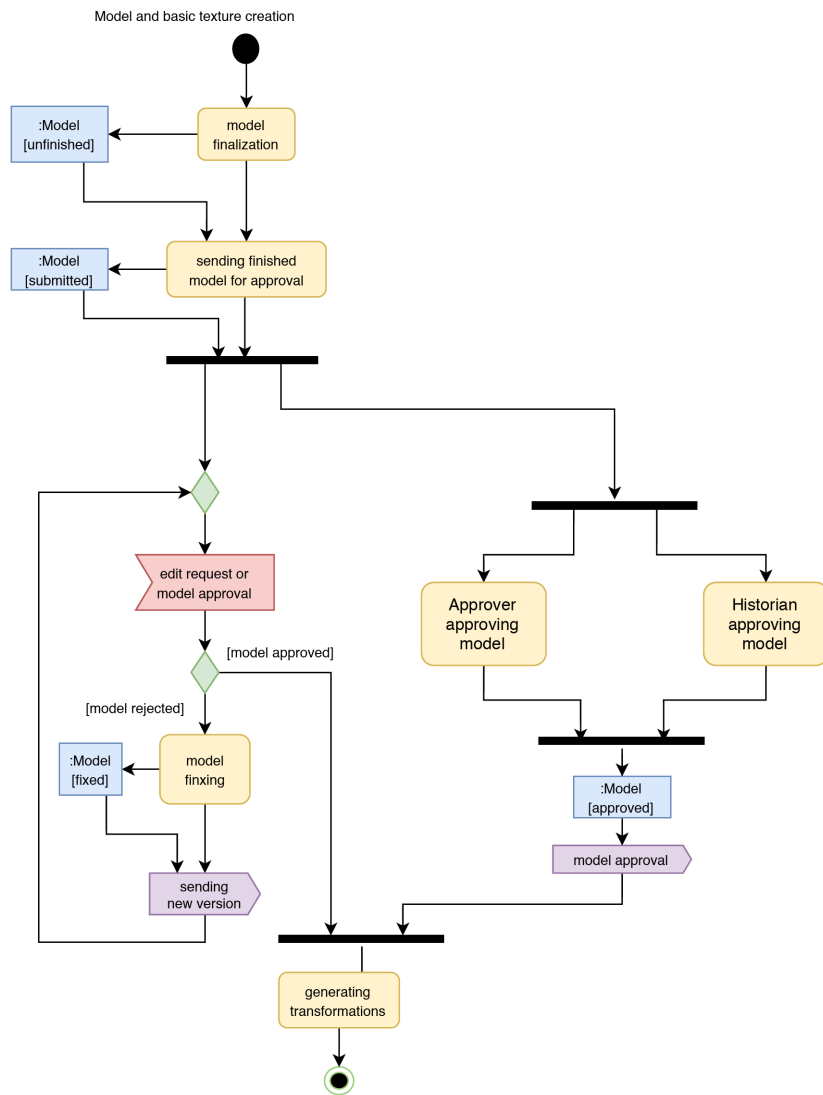 Model and basic texture creation
:Model
[unfinished]
model
finalization
:Model
[submitted]
sending finished
model for approval
edit request or
model approval
[model approved]
[model rejected]
:Model
[fixed]
model
finxing
sending
new version
Approver
approving
model
Historian
approving
model
:Model
[approved]
model approval
generating
transformations